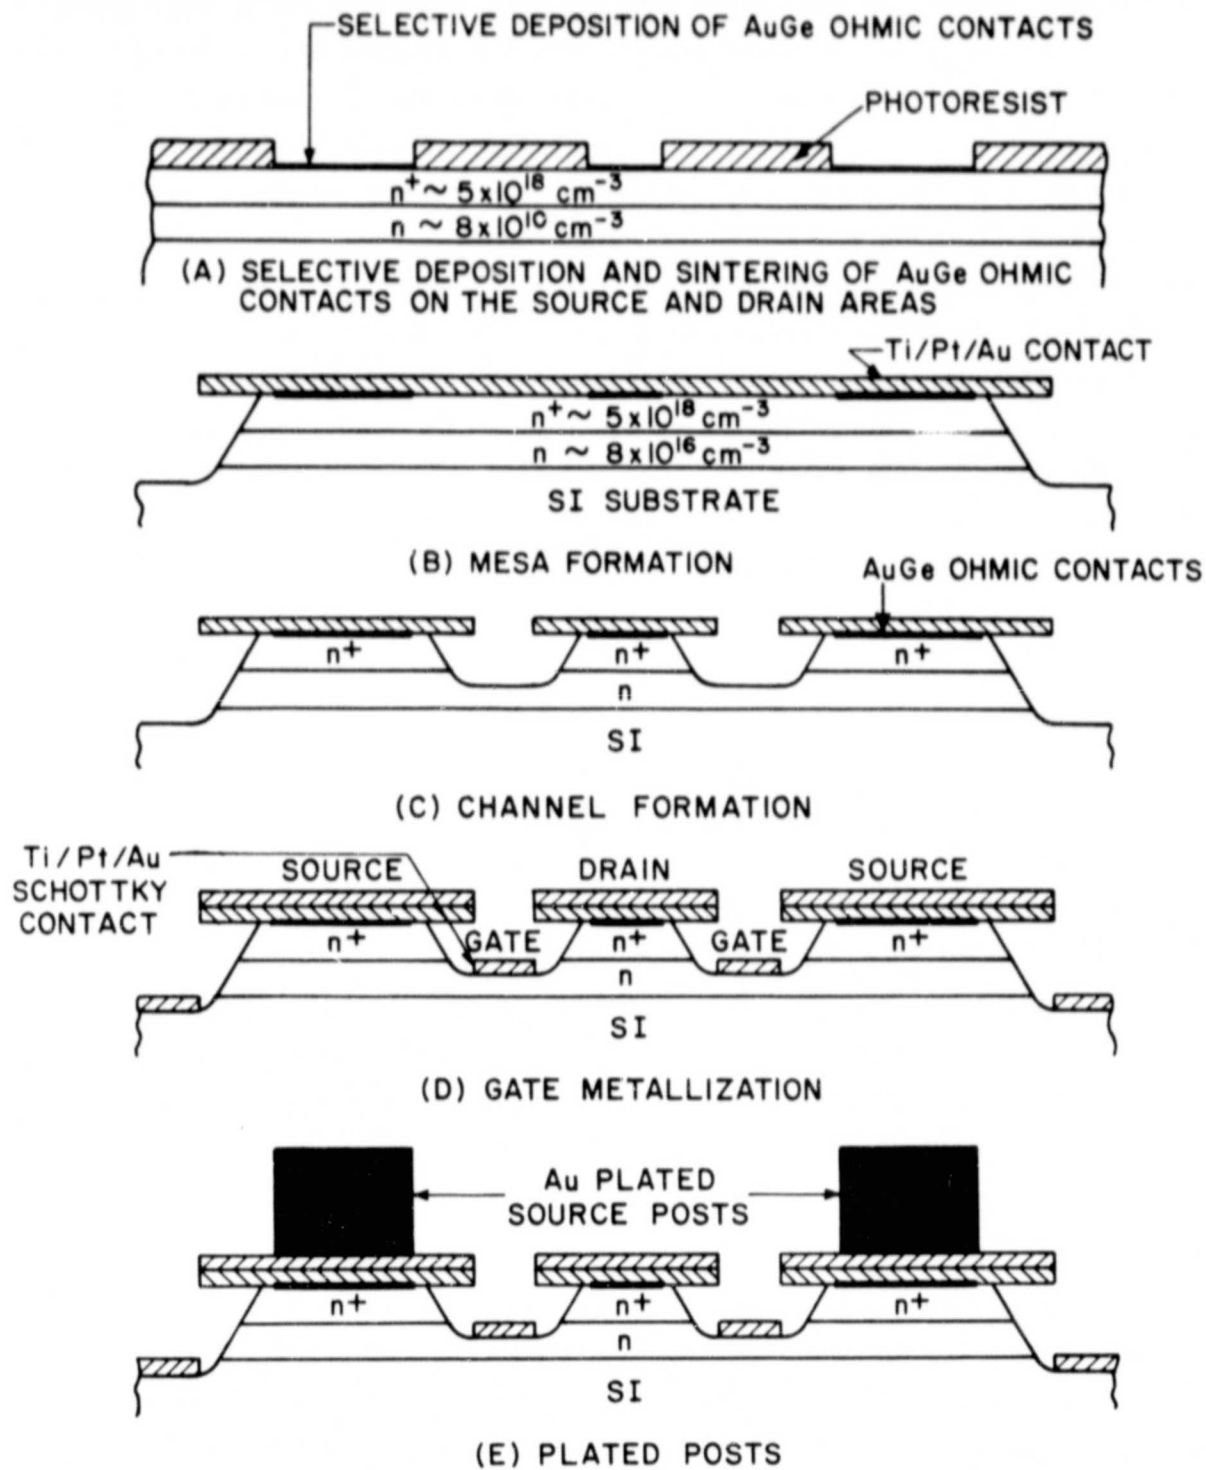 SELECTIVE DEPOSITION OF AuGe OHMIC CONTACTS
PHOTORESIST
n+ ~ 5x10^18 cm^-3
n ~ 8x10^10 cm^-3
(A) SELECTIVE DEPOSITION AND SINTERING OF AuGe OHMIC
CONTACTS ON THE SOURCE AND DRAIN AREAS
Ti/Pt/Au CONTACT
n+ ~ 5x10^18 cm^-3
n ~ 8x10^16 cm^-3
SI SUBSTRATE
(B) MESA FORMATION
AuGe OHMIC CONTACTS
n+ n+ n+
n
SI
(C) CHANNEL FORMATION
Ti/Pt/Au
SCHOTTKY
CONTACT
SOURCE DRAIN SOURCE
n+ GATE n+ GATE n+
n
SI
(D) GATE METALLIZATION
Au PLATED
SOURCE POSTS
n+ n+ n+
n
SI
(E) PLATED POSTS